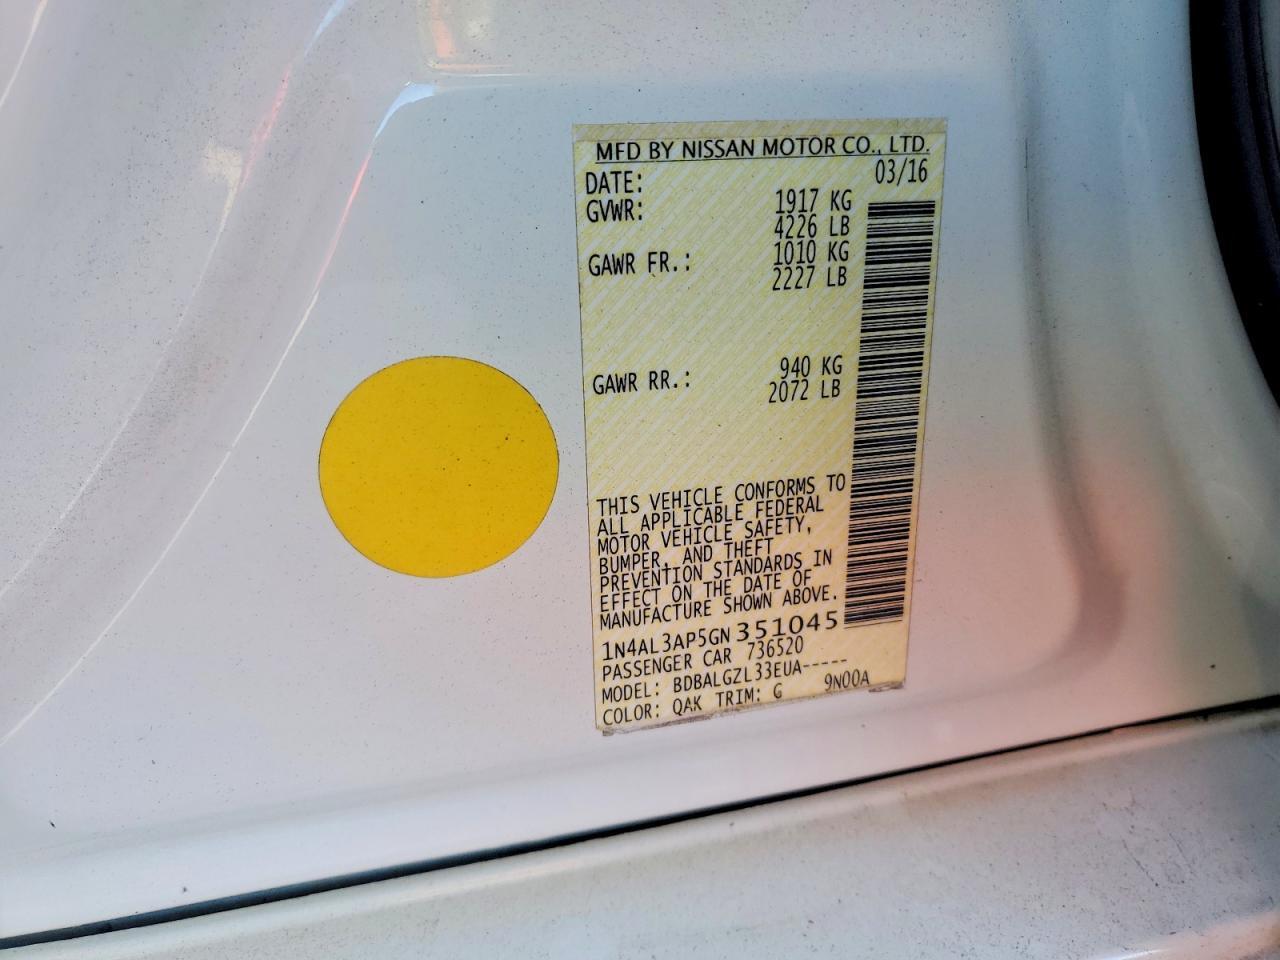 MFD BY NISSAN MOTOR CO., LTD.
DATE: 03/16
GVWR: 1917 KG
4226 LB
GAWR FR.: 1010 KG
2227 LB
GAWR RR.: 940 KG
2072 LB
THIS VEHICLE CONFORMS TO
ALL APPLICABLE FEDERAL
MOTOR VEHICLE SAFETY,
BUMPER, AND THEFT
PREVENTION STANDARDS IN
EFFECT ON THE DATE OF
MANUFACTURE SHOWN ABOVE.
1N4AL3AP5GN351045
PASSENGER CAR 736520
MODEL: BDBALGZL33EUA-----
COLOR: QAK TRIM: G 9N00A